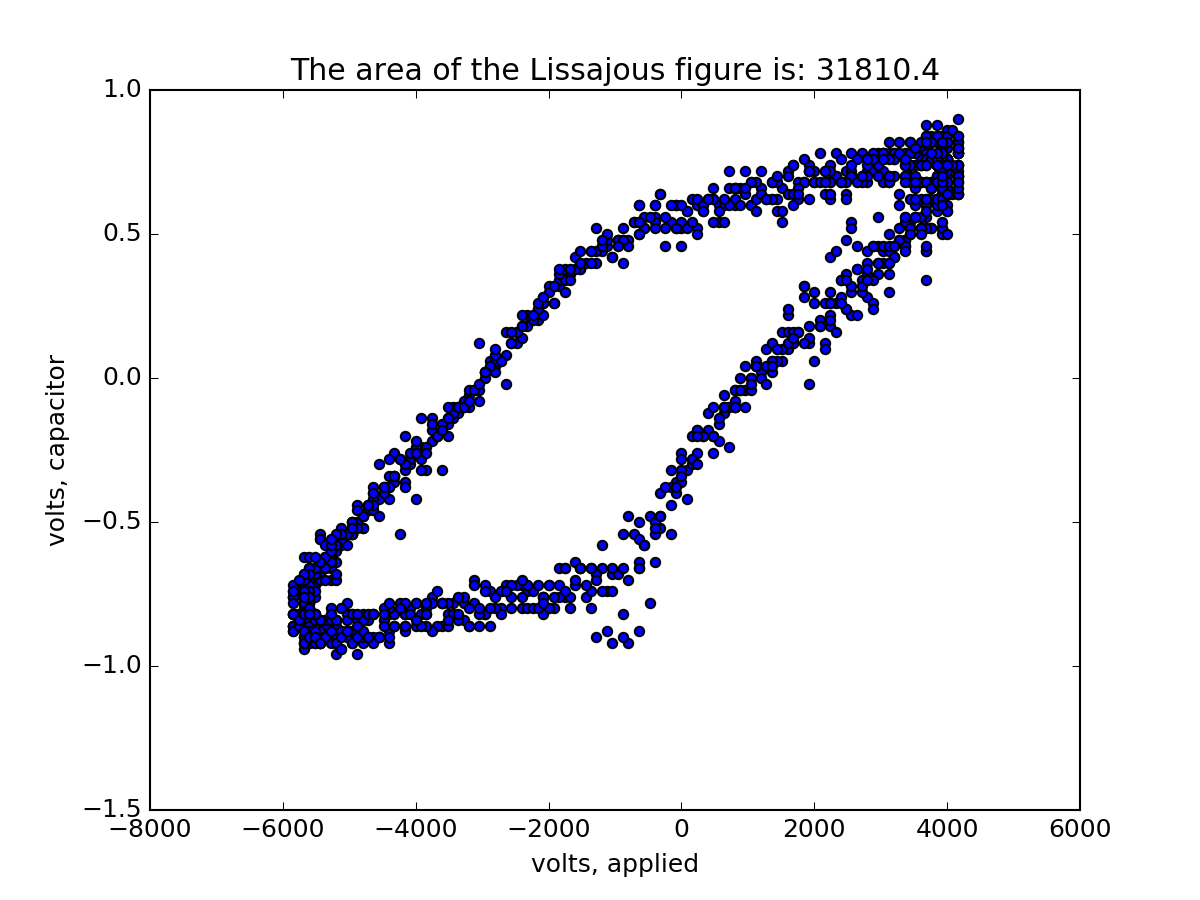 The area of the Lissajous figure is: 31810.4
1.0
0.5
0.0
−0.5
−1.0
−1.5
volts, capacitor
−8000 −6000 −4000 −2000 0 2000 4000 6000
volts, applied